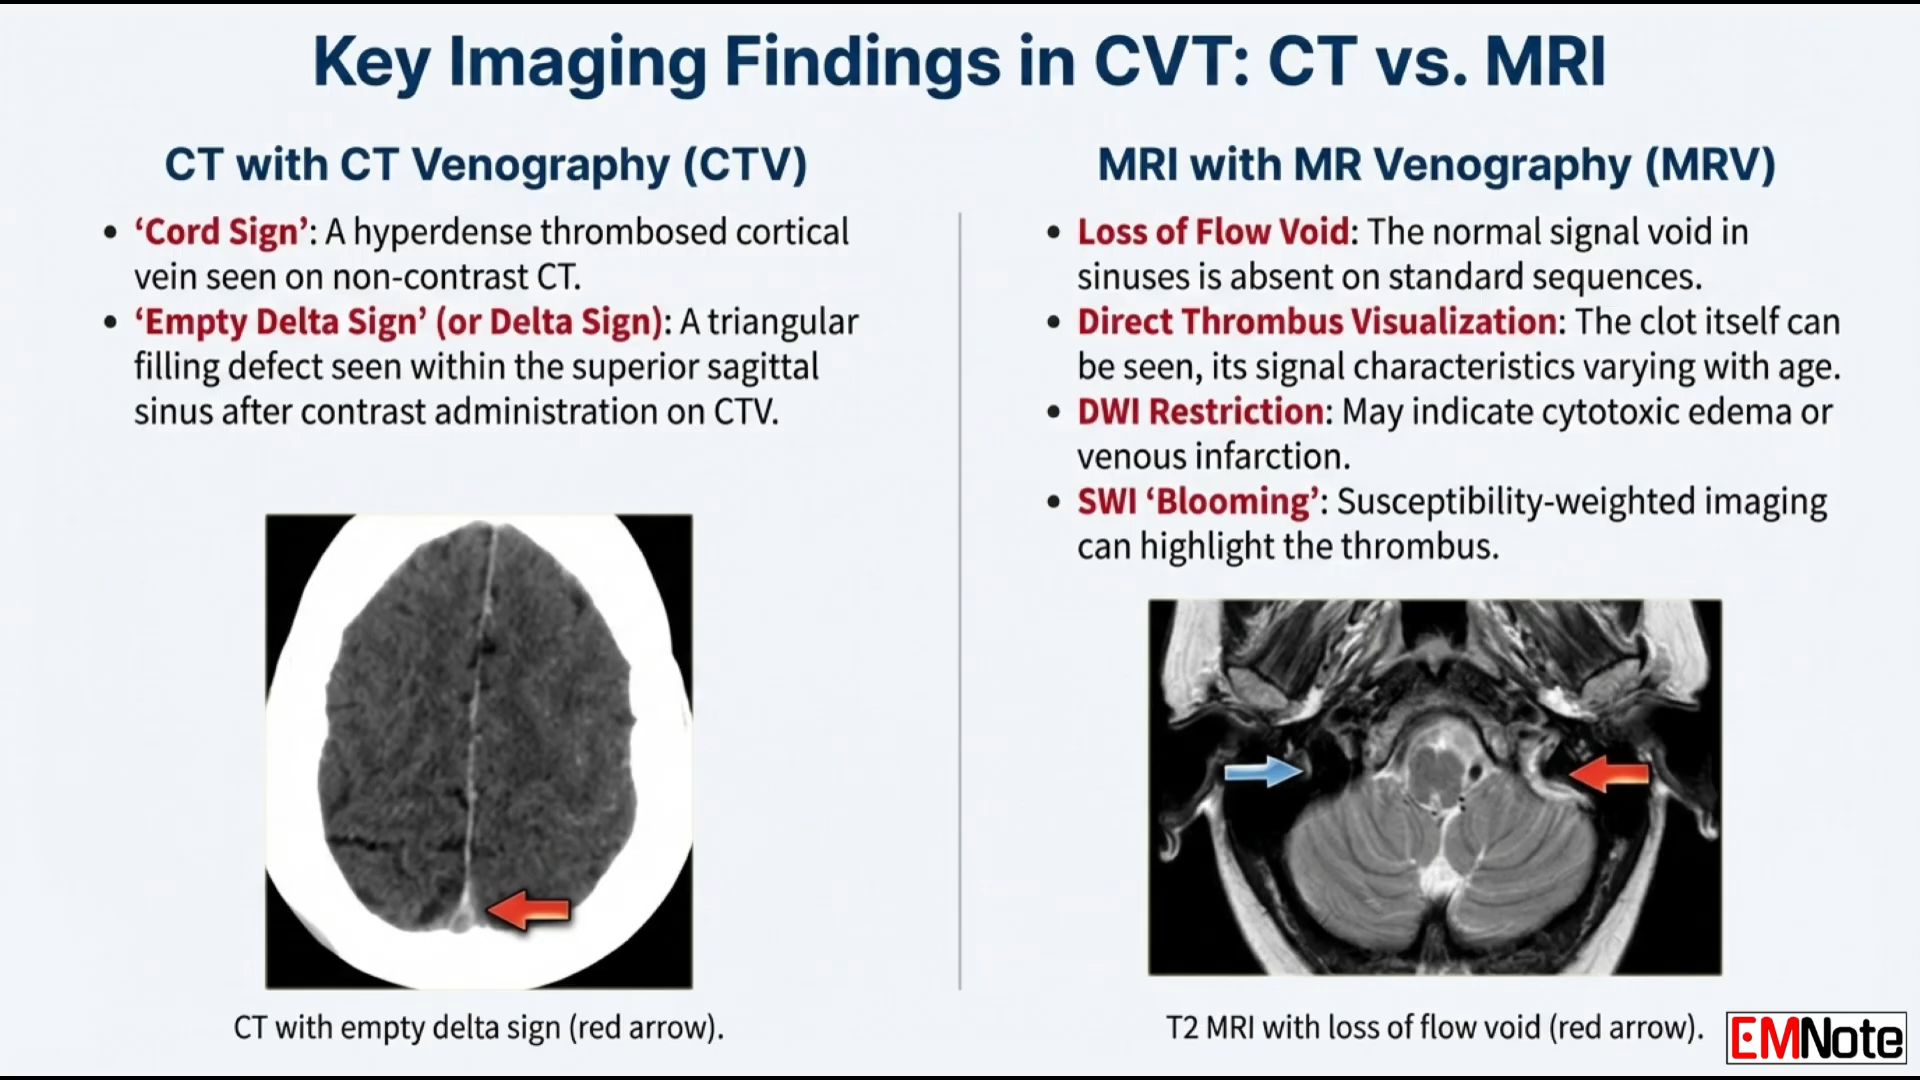 Key Imaging Findings in CVT: CT vs. MRI
CT with CT Venography (CTV)
• ‘Cord Sign’: A hyperdense thrombosed cortical
vein seen on non-contrast CT.
• ‘Empty Delta Sign’ (or Delta Sign): A triangular
filling defect seen within the superior sagittal
sinus after contrast administration on CTV.
CT with empty delta sign (red arrow).
MRI with MR Venography (MRV)
• Loss of Flow Void: The normal signal void in
sinuses is absent on standard sequences.
• Direct Thrombus Visualization: The clot itself can
be seen, its signal characteristics varying with age.
• DWI Restriction: May indicate cytotoxic edema or
venous infarction.
• SWI ‘Blooming’: Susceptibility-weighted imaging
can highlight the thrombus.
T2 MRI with loss of flow void (red arrow).
EMNote